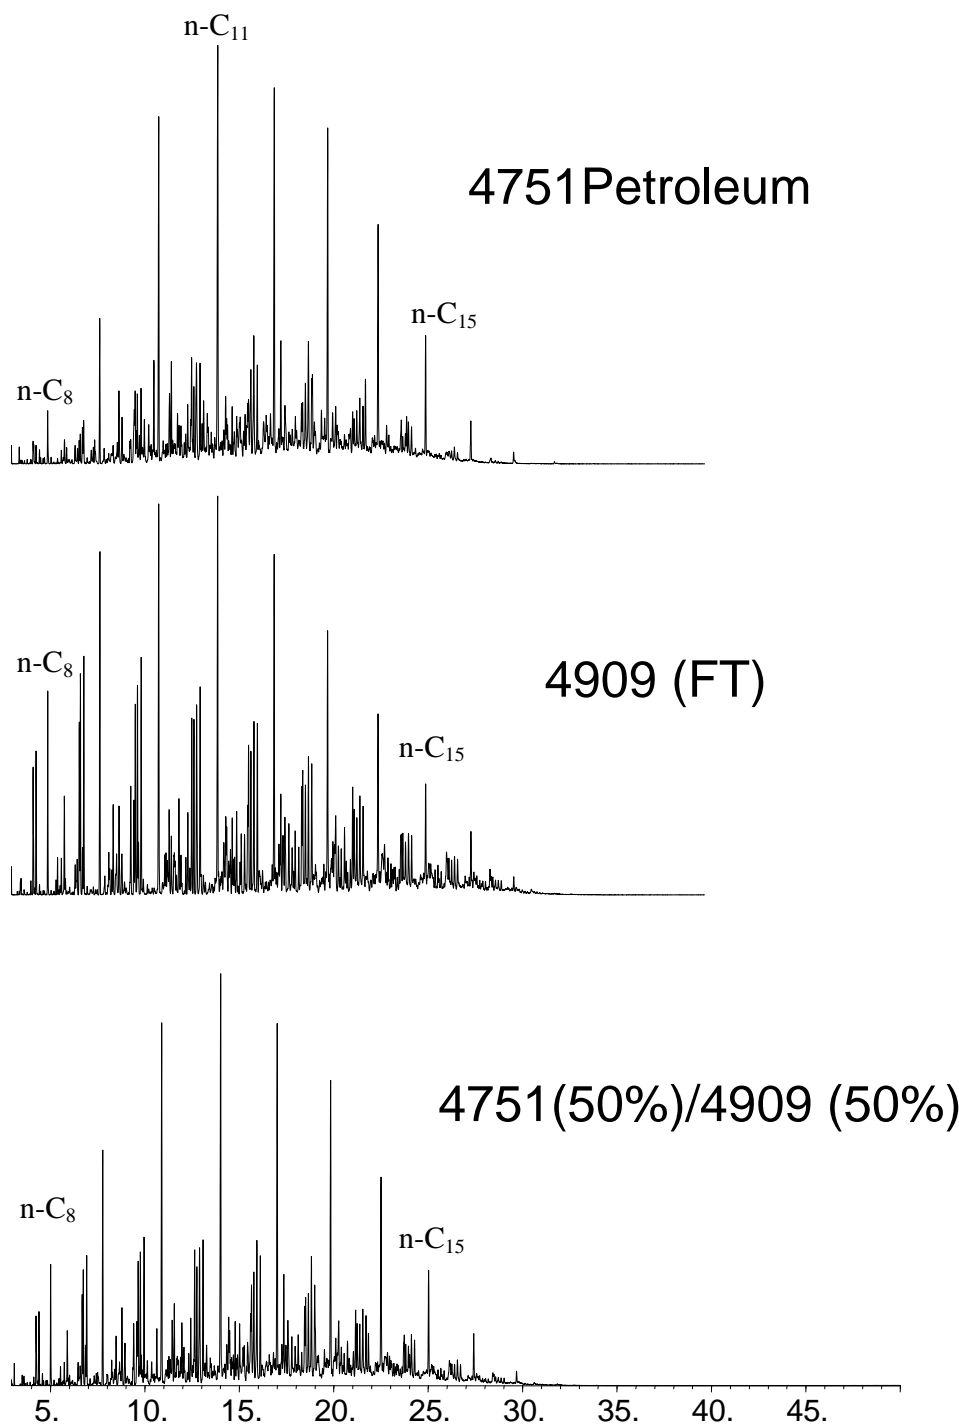 n-C₁₁
4751Petroleum
n-C₁₅
n-C₈
n-C₈
4909 (FT)
n-C₁₅
4751(50%)/4909 (50%)
n-C₈
n-C₁₅
5. 10. 15. 20. 25. 30. 35. 40. 45.